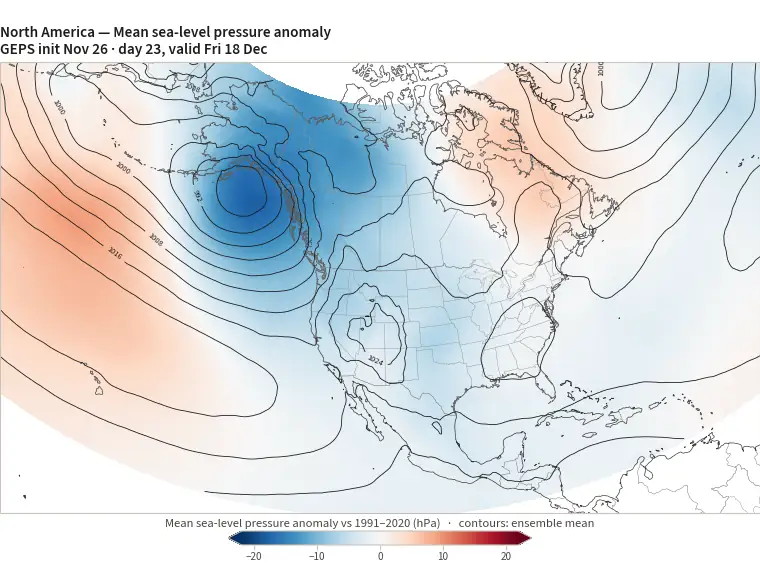 North America — Mean sea-level pressure anomaly
GEPS init Nov 26 · day 23, valid Fri 18 Dec
1000
1000
1000
992
1008
1016
1024
Mean sea-level pressure anomaly vs 1991–2020 (hPa) · contours: ensemble mean
−20 −10 0 10 20